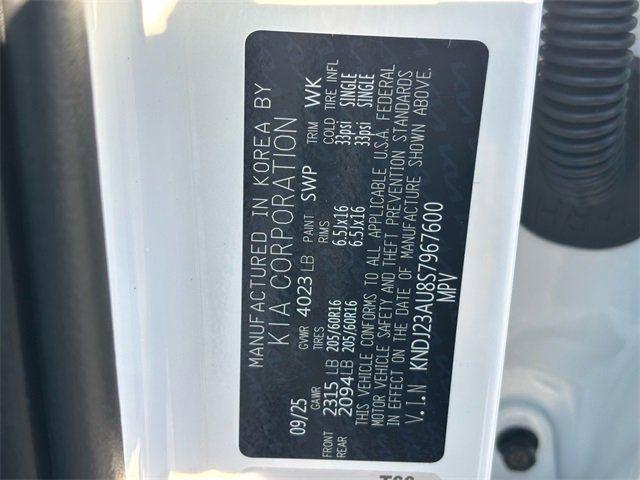 MANUFACTURED IN KOREA BY
KIA CORPORATION
09/25 GVWR 4023 LB PAINT SWP TRIM WK
GAWR TIRES RIMS COLD TIRE INFL
FRONT 2315 LB 205/60R16 6.5Jx16 33psi SINGLE
REAR 2094 LB 205/60R16 6.5Jx16 33psi SINGLE
THIS VEHICLE CONFORMS TO ALL APPLICABLE U.S.A. FEDERAL
MOTOR VEHICLE SAFETY AND THEFT PREVENTION STANDARDS
IN EFFECT ON THE DATE OF MANUFACTURE SHOWN ABOVE.
V.I.N KNDJ23AU8S7967600
MPV